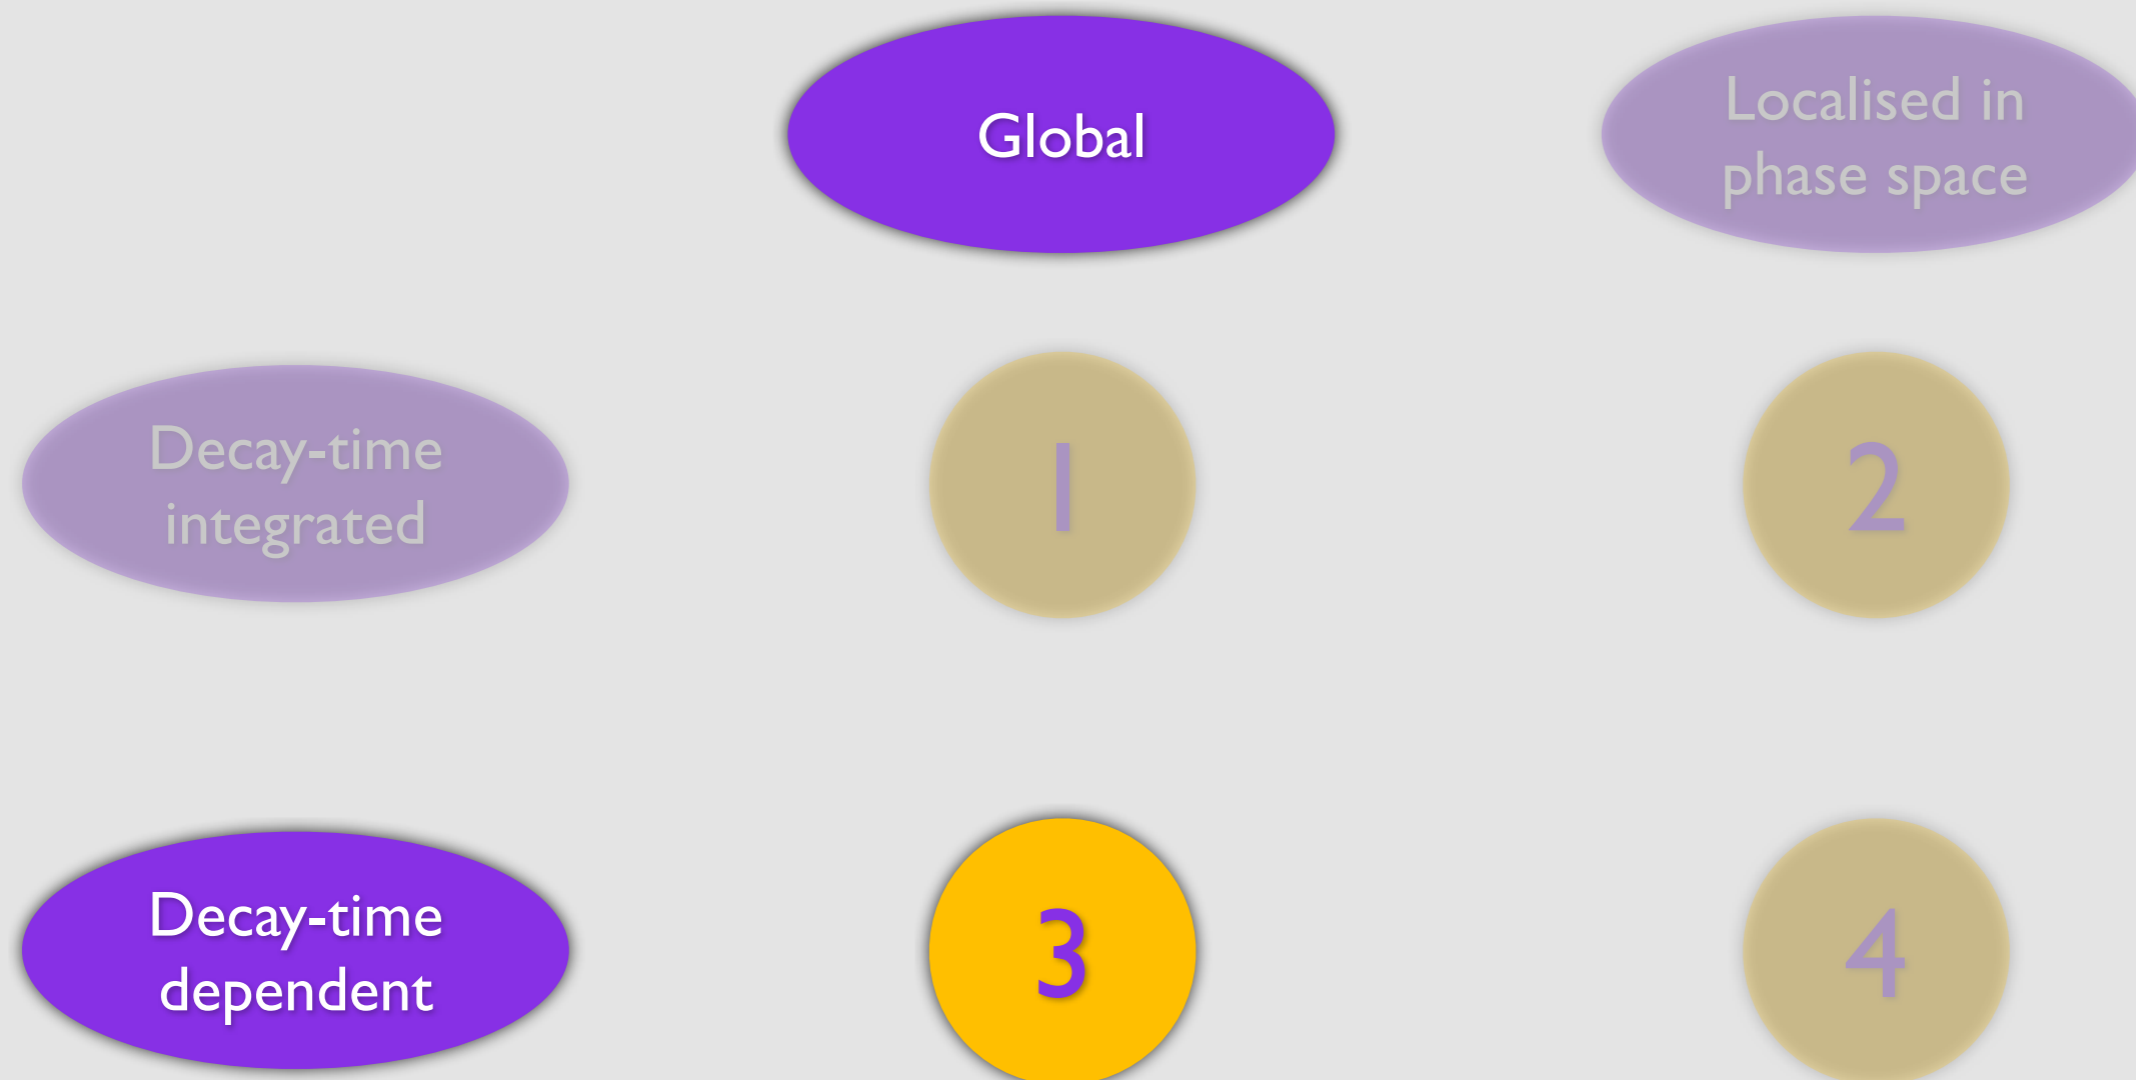 Global
Localised in
phase space
Decay-time
integrated
1
2
Decay-time
dependent
3
4